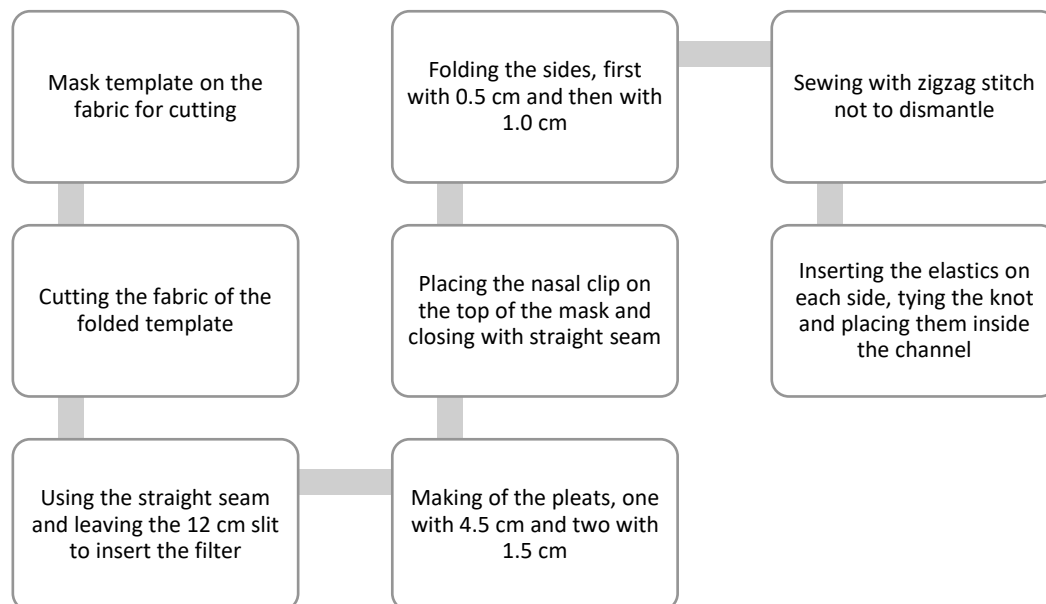 Mask template on the
fabric for cutting
Cutting the fabric of the
folded template
Using the straight seam
and leaving the 12 cm slit
to insert the filter
Making of the pleats, one
with 4.5 cm and two with
1.5 cm
Placing the nasal clip on
the top of the mask and
closing with straight seam
Folding the sides, first
with 0.5 cm and then with
1.0 cm
Sewing with zigzag stitch
not to dismantle
Inserting the elastics on
each side, tying the knot
and placing them inside
the channel